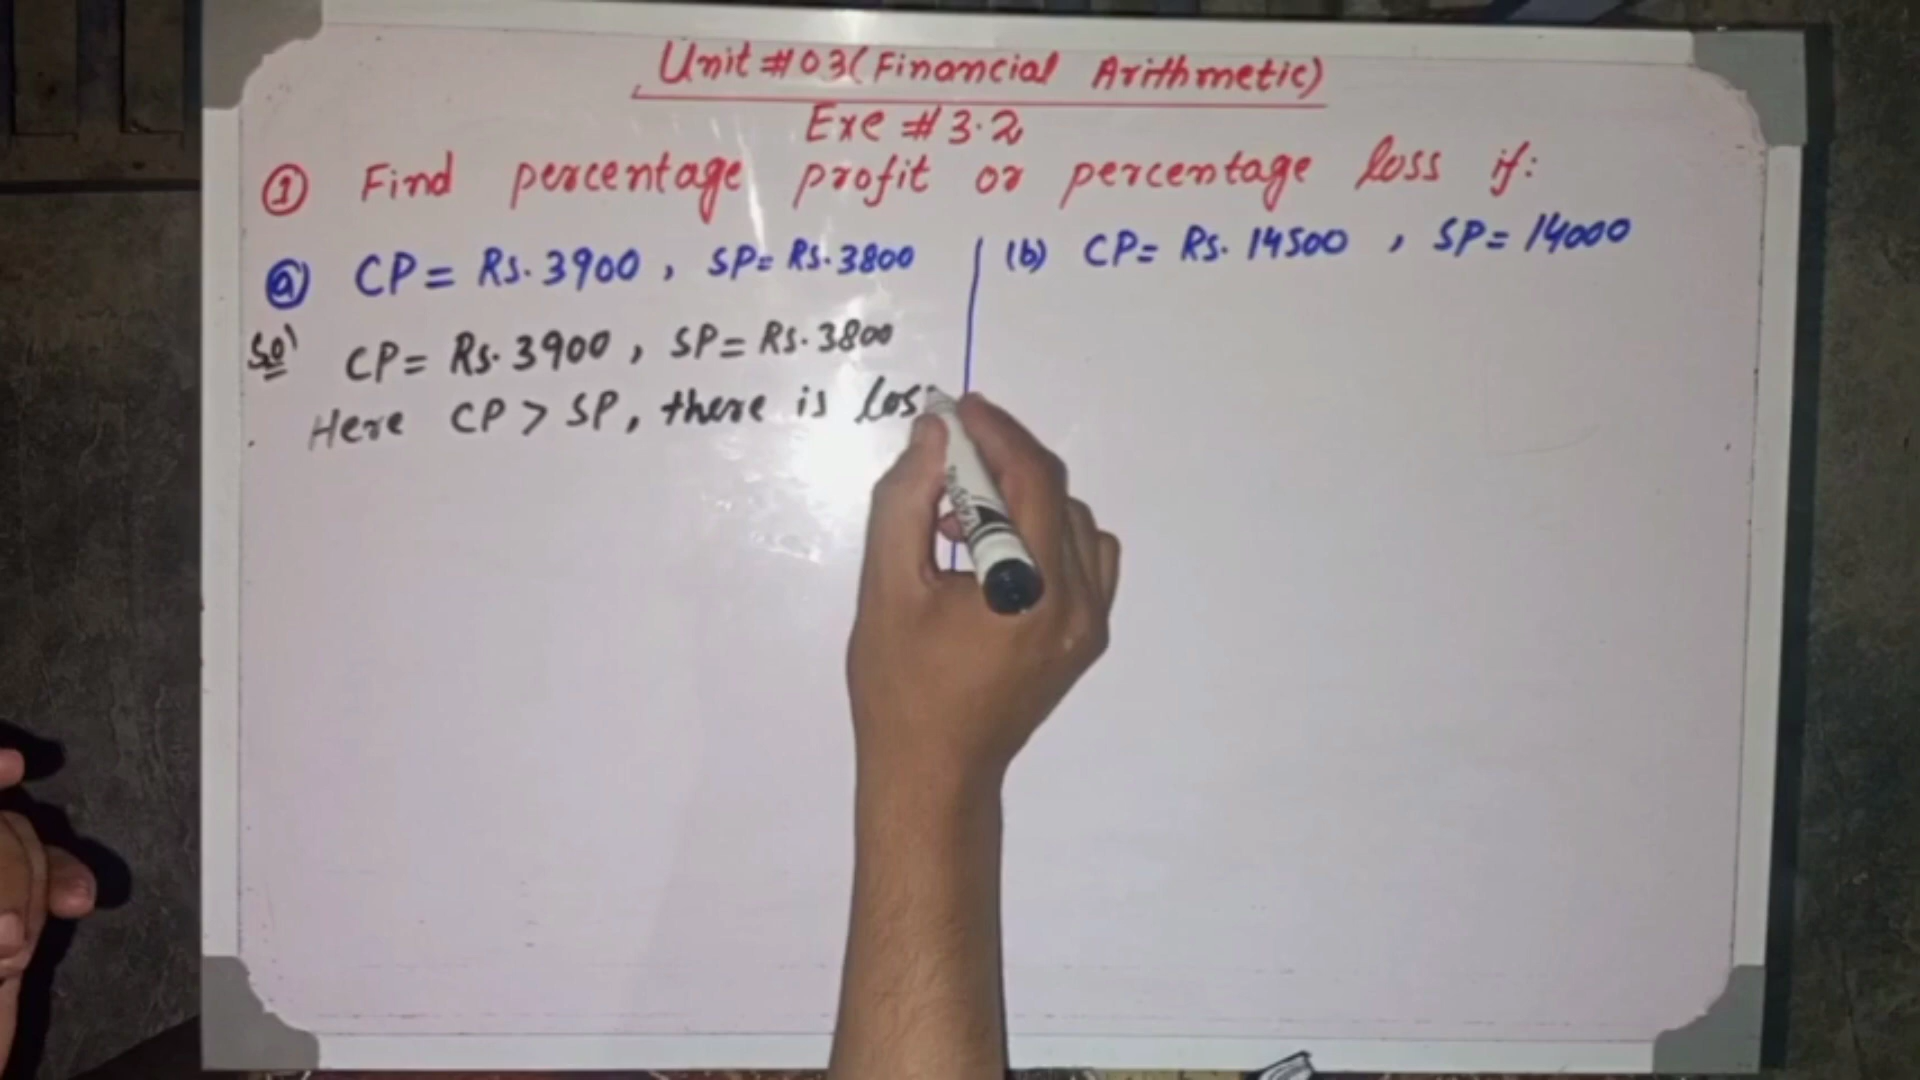 Unit # 03 (Financial Arithmetic)
Exe # 3.2
① Find percentage profit or percentage loss if:
ⓐ CP = Rs. 3900 , SP = Rs. 3800
(b) CP = Rs. 14500 , SP = 14000
Sol
CP = Rs. 3900 , SP = Rs. 3800
Here CP > SP, there is los